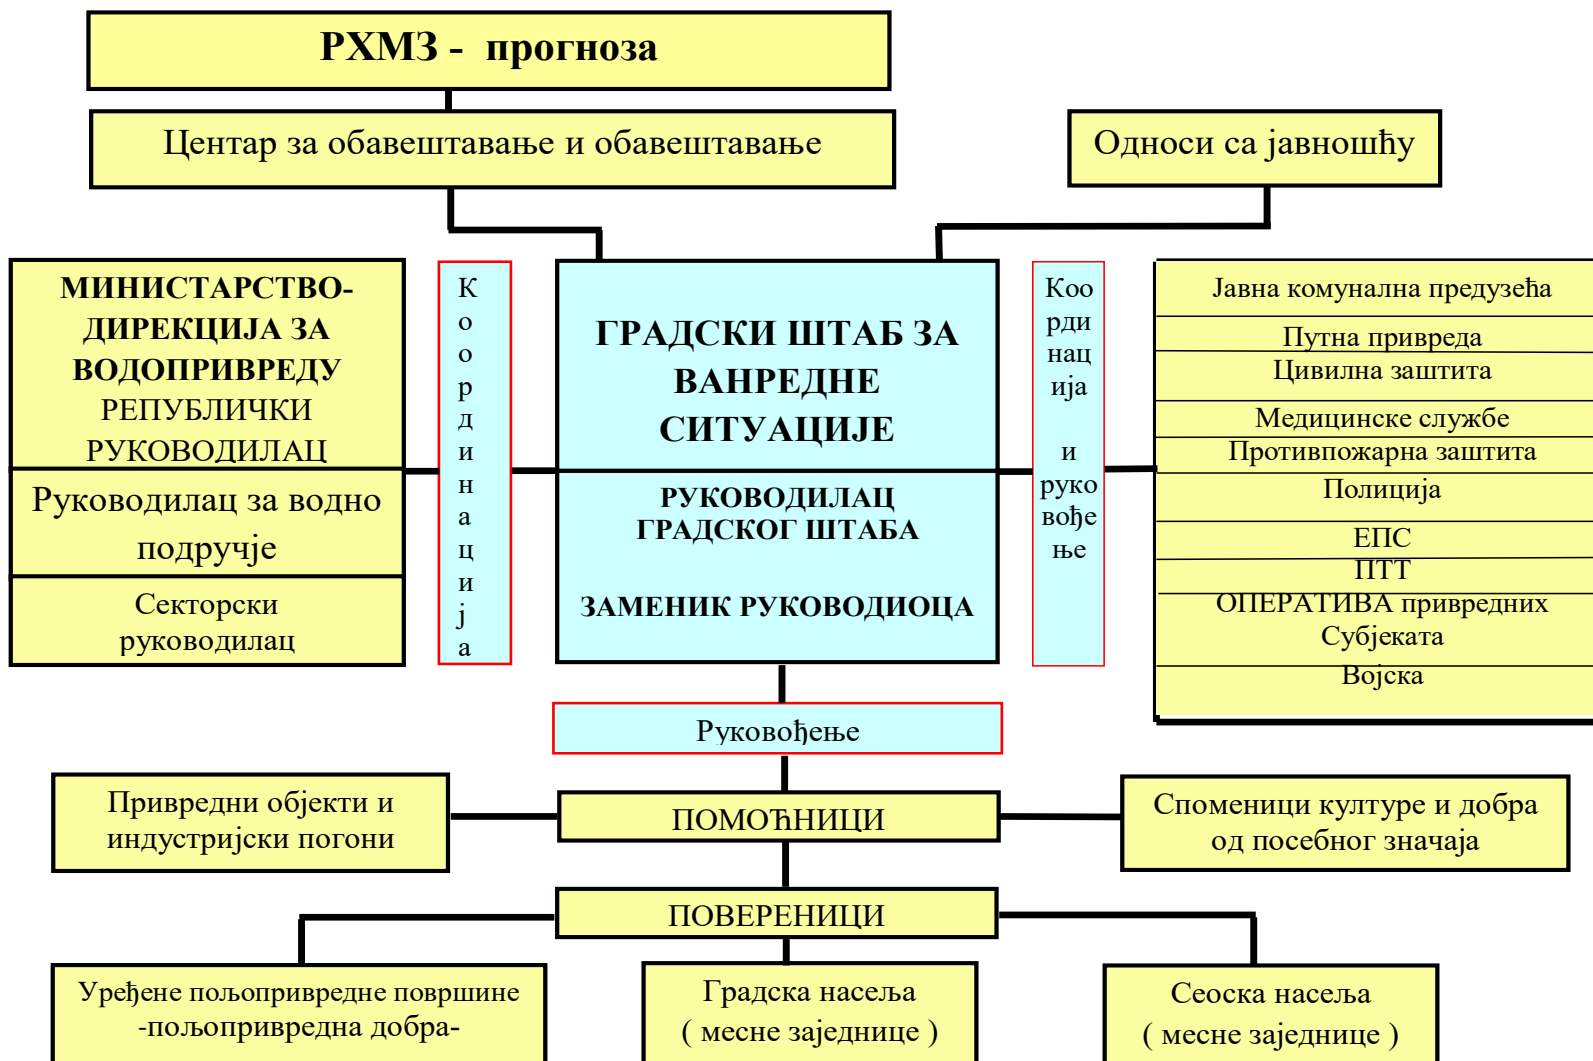 РХМЗ - прогноза
Центар за обавештавање и обавештавање
Односи са јавношћу
МИНИСТАРСТВО-
ДИРЕКЦИЈА ЗА
ВОДОПРИВРЕДУ
РЕПУБЛИЧКИ
РУКОВОДИЛАЦ
Руководилац за водно
подручје
Секторски
руководилац
К
о
о
р
д
и
н
а
ц
и
ј
а
ГРАДСКИ ШТАБ ЗА
ВАНРЕДНЕ
СИТУАЦИЈЕ
РУКОВОДИЛАЦ
ГРАДСКОГ ШТАБА
ЗАМЕНИК РУКОВОДИОЦА
Коо
рди
нац
ија
и
руко
вође
ње
Јавна комунална предузећа
Путна привреда
Цивилна заштита
Медицинске службе
Противпожарна заштита
Полиција
ЕПС
ПТТ
ОПЕРАТИВА привредних
Субјеката
Војска
Руковођење
Привредни објекти и
индустријски погони
ПОМОЋНИЦИ
Споменици културе и добра
од посебног значаја
ПОВЕРЕНИЦИ
Уређене пољопривредне површине
-пољопривредна добра-
Градска насеља
( месне заједнице )
Сеоска насеља
( месне заједнице )